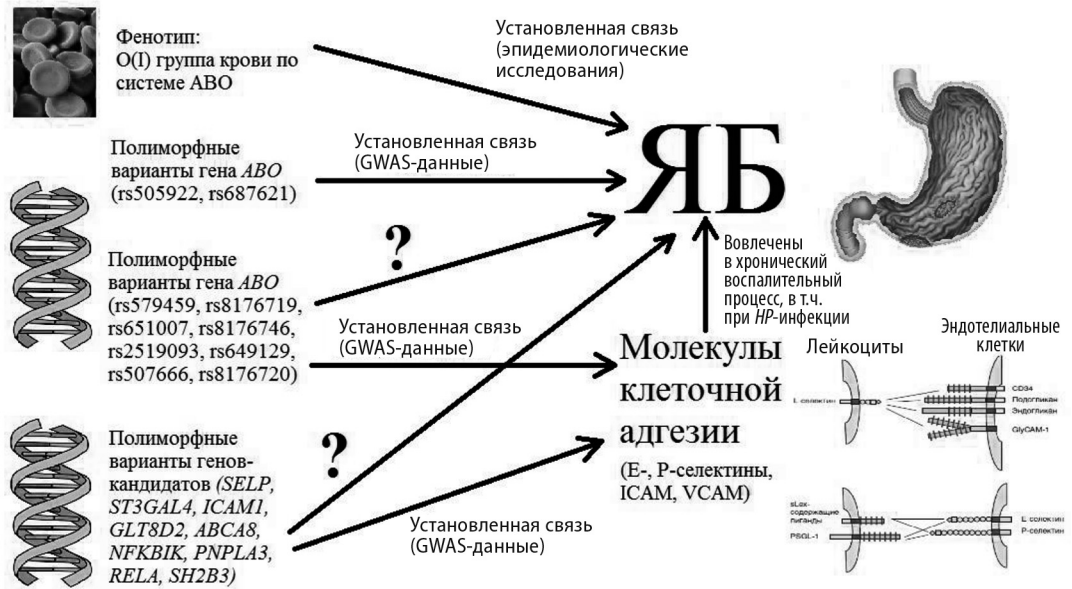 Фенотип:
O(I) группа крови по
системе АВО
Установленная связь
(эпидемиологические
исследования)
Полиморфные
варианты гена ABO
(rs505922, rs687621)
Установленная связь
(GWAS-данные)
ЯБ
?
Полиморфные
варианты гена ABO
(rs579459, rs8176719,
rs651007, rs8176746,
rs2519093, rs649129,
rs507666, rs8176720)
Установленная связь
(GWAS-данные)
Вовлечены
в хронический
воспалительный
процесс, в т.ч.
при HP-инфекции
Молекулы
клеточной
адгезии
(E-, P-селектины,
ICAM, VCAM)
Полиморфные
варианты генов-
кандидатов (SELP,
ST3GAL4, ICAM1,
GLT8D2, ABCA8,
NFKBIK, PNPLA3,
RELA, SH2B3)
?
Установленная связь
(GWAS-данные)
Лейкоциты
Эндотелиальные
клетки
L-селектин
CD34
Подогликан
Эндогликан
GlyCAM-1
sLex-
содержащие
лиганды
PSGL-1
E селектин
P-селектин